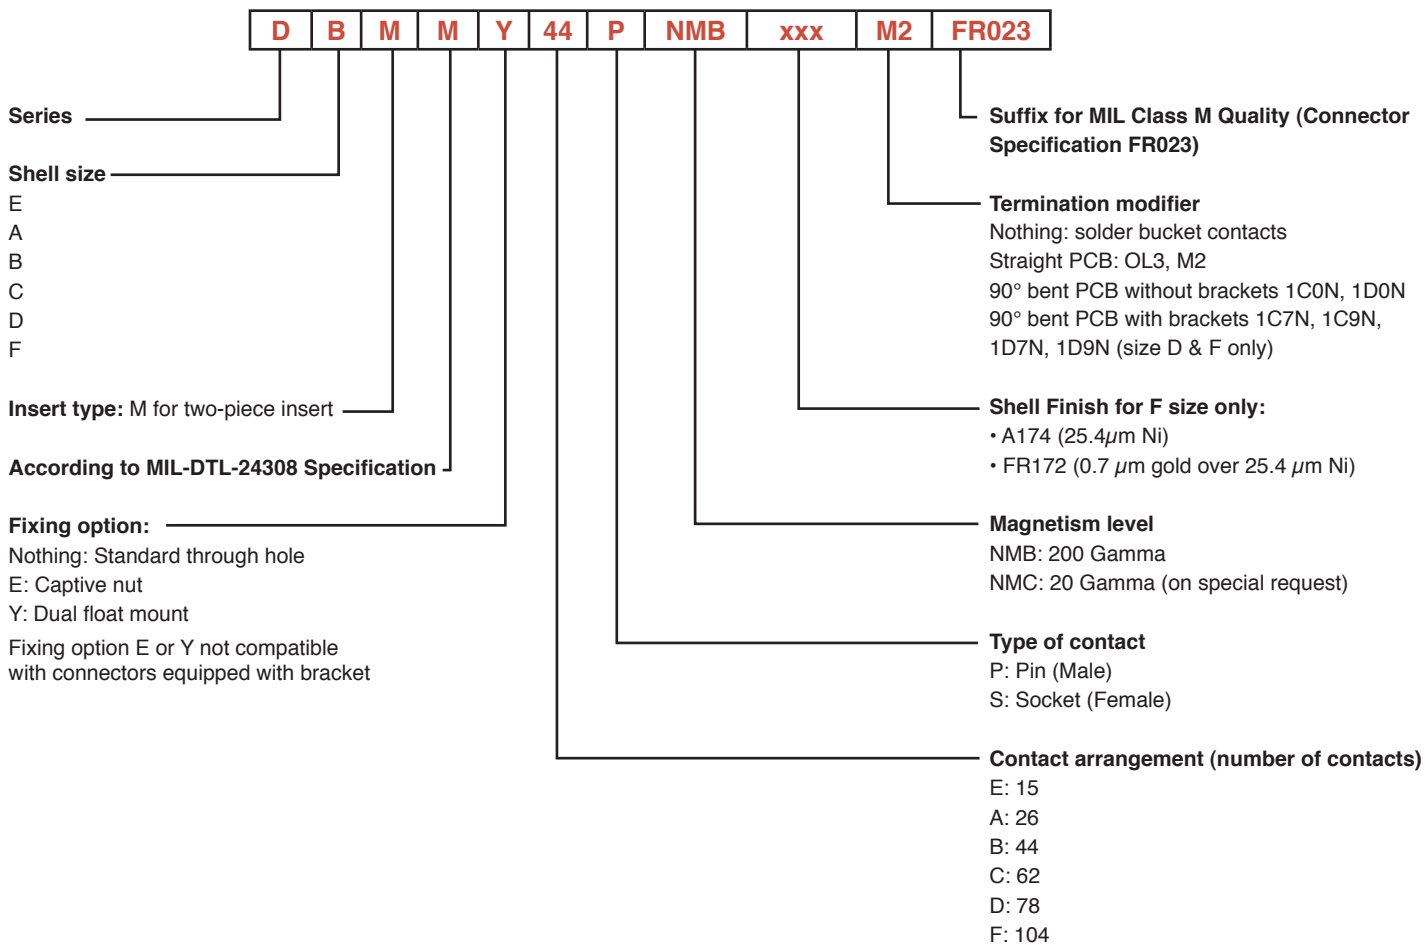 D B M M Y 44 P NMB xxx M2 FR023
Series
Shell size
E
A
B
C
D
F
Insert type: M for two-piece insert
According to MIL-DTL-24308 Specification
Fixing option:
Nothing: Standard through hole
E: Captive nut
Y: Dual float mount
Fixing option E or Y not compatible
with connectors equipped with bracket
Suffix for MIL Class M Quality (Connector
Specification FR023)
Termination modifier
Nothing: solder bucket contacts
Straight PCB: OL3, M2
90° bent PCB without brackets 1C0N, 1D0N
90° bent PCB with brackets 1C7N, 1C9N,
1D7N, 1D9N (size D & F only)
Shell Finish for F size only:
• A174 (25.4µm Ni)
• FR172 (0.7 µm gold over 25.4 µm Ni)
Magnetism level
NMB: 200 Gamma
NMC: 20 Gamma (on special request)
Type of contact
P: Pin (Male)
S: Socket (Female)
Contact arrangement (number of contacts)
E: 15
A: 26
B: 44
C: 62
D: 78
F: 104